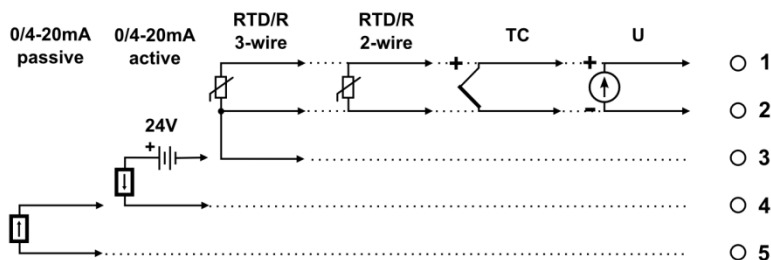 0/4-20mA
passive
0/4-20mA
active
RTD/R
3-wire
RTD/R
2-wire
TC
U
+
+
-
1
2
24V
+
3
4
5